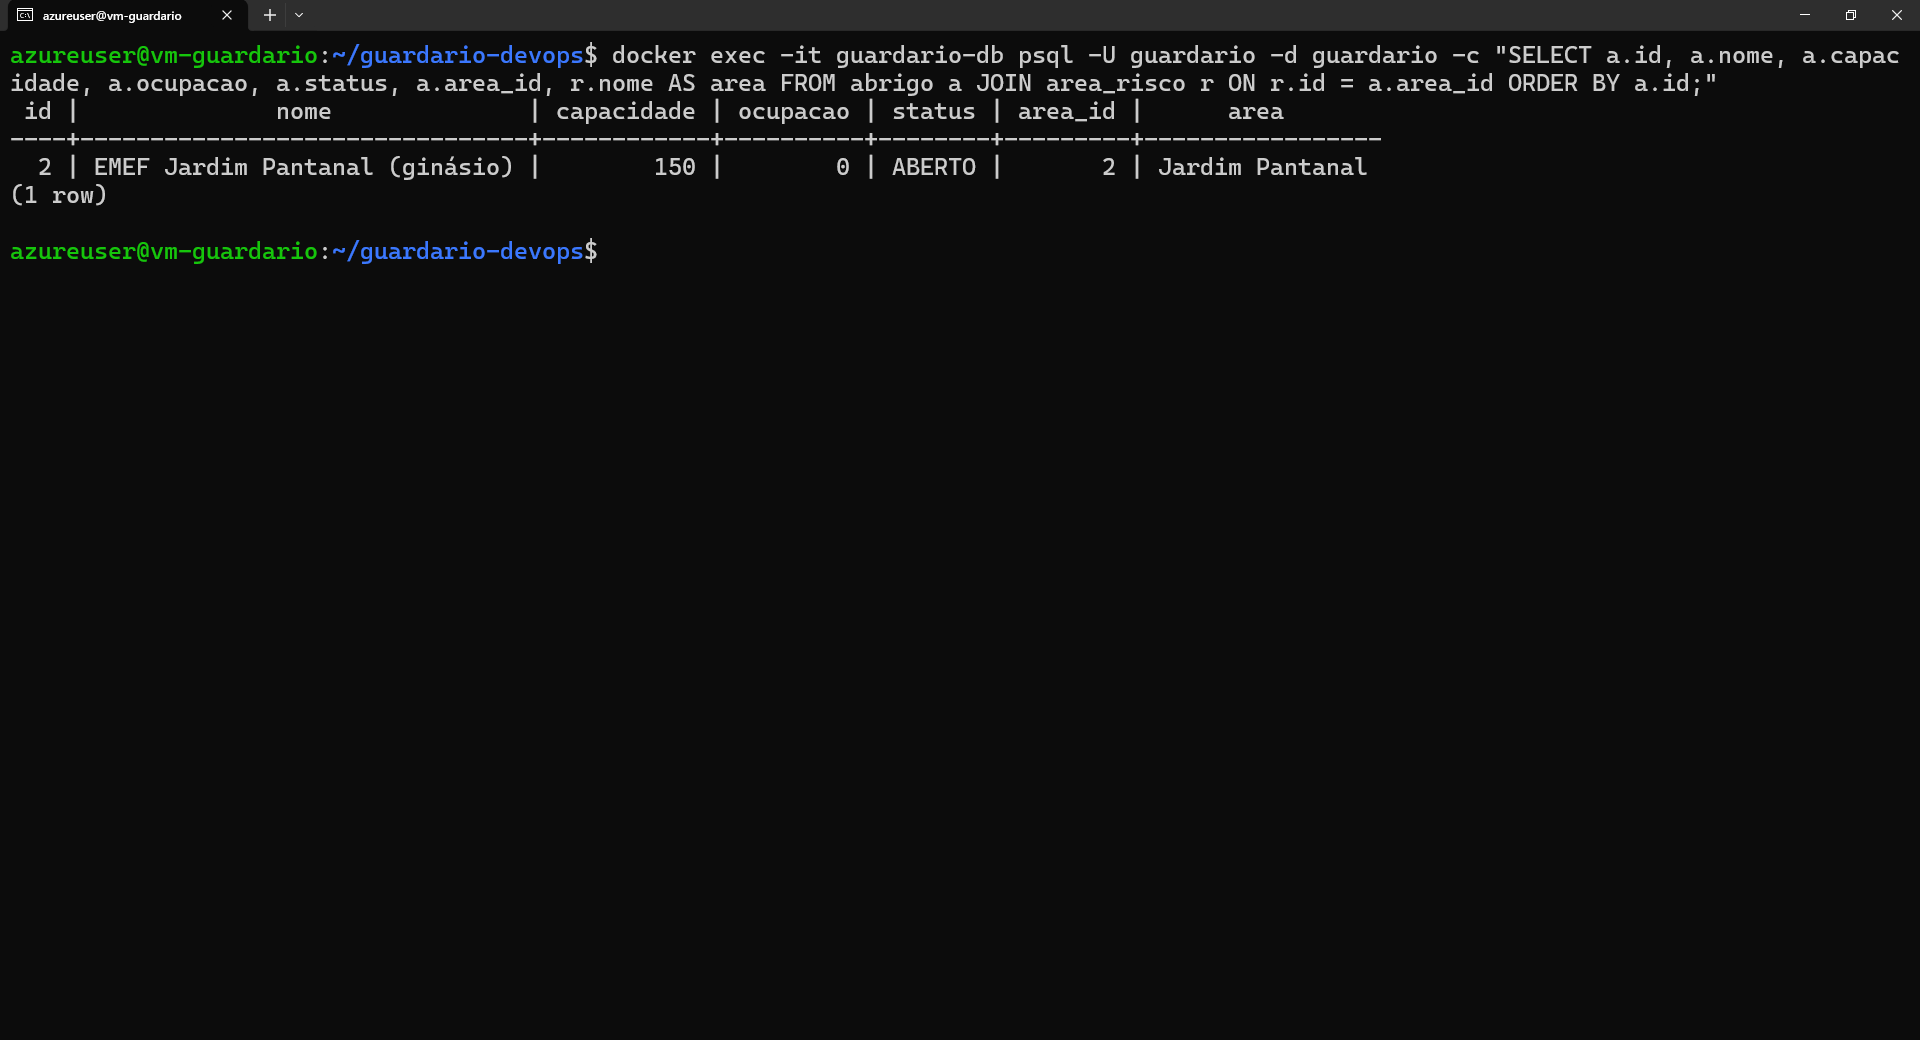 azureuser@vm-guardario
azureuser@vm-guardario:~/guardario-devops$ docker exec -it guardario-db psql -U guardario -d guardario -c "SELECT a.id, a.nome, a.capac
idade, a.ocupacao, a.status, a.area_id, r.nome AS area FROM abrigo a JOIN area_risco r ON r.id = a.area_id ORDER BY a.id;"
 id |              nome              | capacidade | ocupacao | status | area_id |      area
----+--------------------------------+------------+----------+--------+---------+-----------------
  2 | EMEF Jardim Pantanal (ginásio) |        150 |        0 | ABERTO |       2 | Jardim Pantanal
(1 row)
azureuser@vm-guardario:~/guardario-devops$